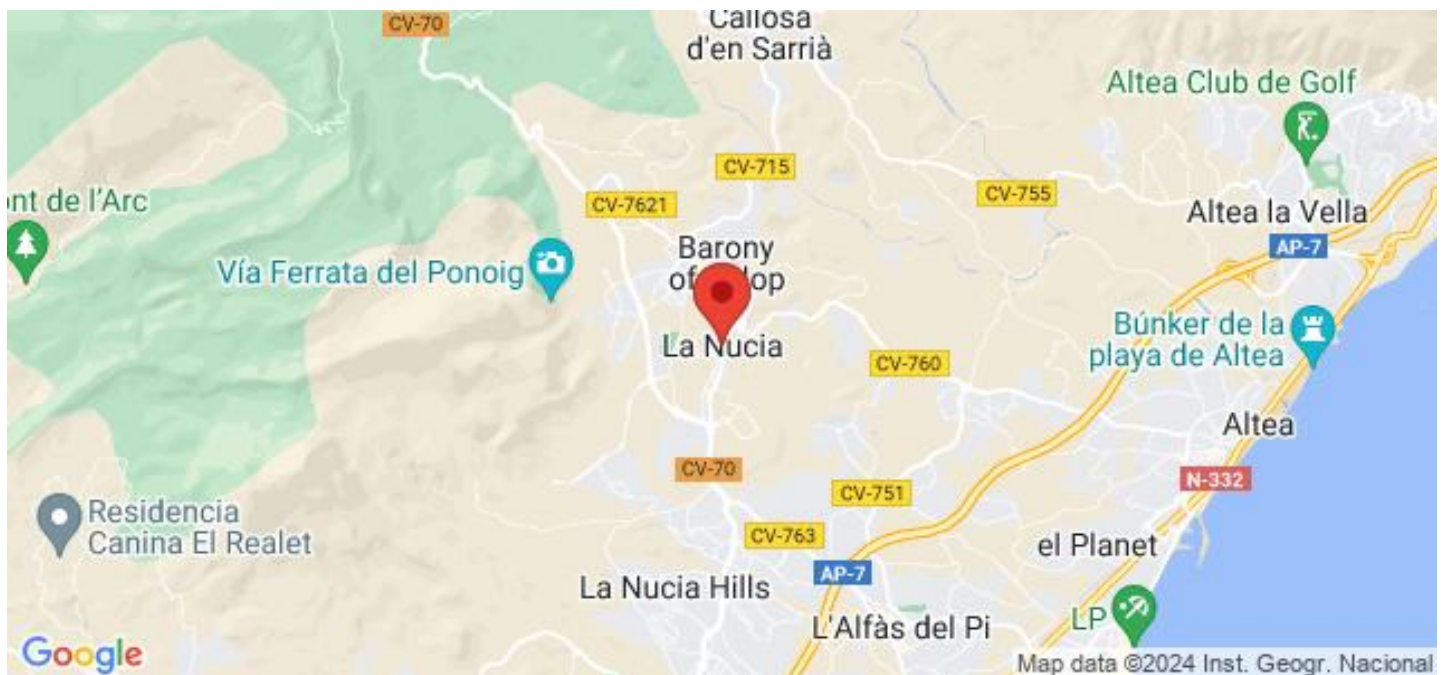 CV-70
Callosa
d'en Sarrià
Altea Club de Golf
CV-715
CV-755
CV-7621
ont de l'Arc
Altea la Vella
AP-7
Barony
of
lop
Vía Ferrata del Ponoig
La Nucia
Búnker de la
playa de Altea
CV-760
Altea
CV-70
N-332
CV-751
Residencia
Canina El Realet
CV-763
el Planet
AP-7
La Nucia Hills
L'Alfàs del Pi
LP
Google
Map data ©2024 Inst. Geogr. Nacional